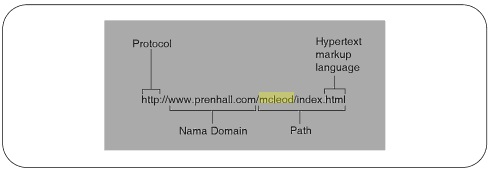 Protocol
Hypertext
markup
language
http://www.prenhall.com/mcleod/index.html
Nama Domain
Path